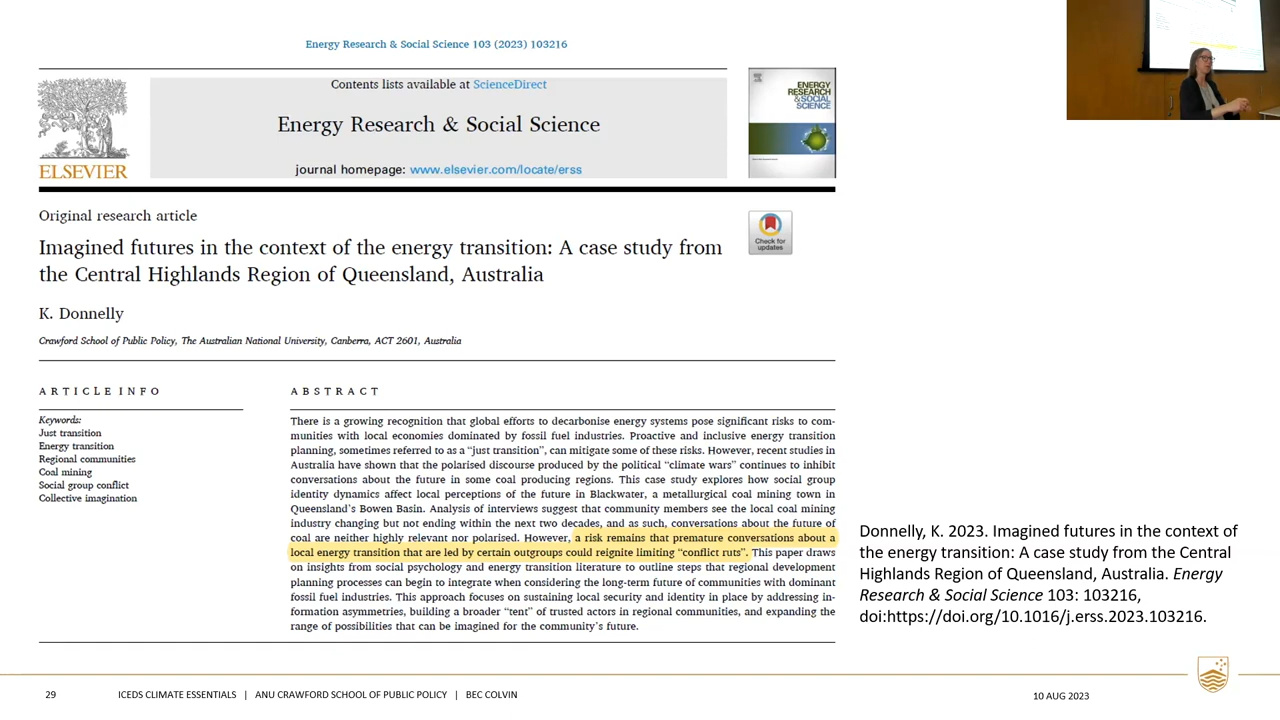 Energy Research & Social Science 103 (2023) 103216
Contents lists available at ScienceDirect
Energy Research & Social Science
journal homepage: www.elsevier.com/locate/erss
ELSEVIER
ENERGY
RESEARCH
&SOCIAL
SCIENCE
Original research article
Imagined futures in the context of the energy transition: A case study from
the Central Highlands Region of Queensland, Australia
Check for
updates
K. Donnelly
Crawford School of Public Policy, The Australian National University, Canberra, ACT 2601, Australia
ARTICLE INFO
Keywords:
Just transition
Energy transition
Regional communities
Coal mining
Social group conflict
Collective imagination
ABSTRACT
There is a growing recognition that global efforts to decarbonise energy systems pose significant risks to com-
munities with local economies dominated by fossil fuel industries. Proactive and inclusive energy transition
planning, sometimes referred to as a “just transition”, can mitigate some of these risks. However, recent studies in
Australia have shown that the polarised discourse produced by the political “climate wars” continues to inhibit
conversations about the future in some coal producing regions. This case study explores how social group
identity dynamics affect local perceptions of the future in Blackwater, a metallurgical coal mining town in
Queensland’s Bowen Basin. Analysis of interviews suggest that community members see the local coal mining
industry changing but not ending within the next two decades, and as such, conversations about the future of
coal are neither highly relevant nor polarised. However, a risk remains that premature conversations about a
local energy transition that are led by certain outgroups could reignite limiting “conflict ruts”. This paper draws
on insights from social psychology and energy transition literature to outline steps that regional development
planning processes can begin to integrate when considering the long-term future of communities with dominant
fossil fuel industries. This approach focuses on sustaining local security and identity in place by addressing in-
formation asymmetries, building a broader “tent” of trusted actors in regional communities, and expanding the
range of possibilities that can be imagined for the community’s future.
Donnelly, K. 2023. Imagined futures in the context of
the energy transition: A case study from the Central
Highlands Region of Queensland, Australia. Energy
Research & Social Science 103: 103216,
doi:https://doi.org/10.1016/j.erss.2023.103216.
29
ICEDS CLIMATE ESSENTIALS | ANU CRAWFORD SCHOOL OF PUBLIC POLICY | BEC COLVIN
10 AUG 2023